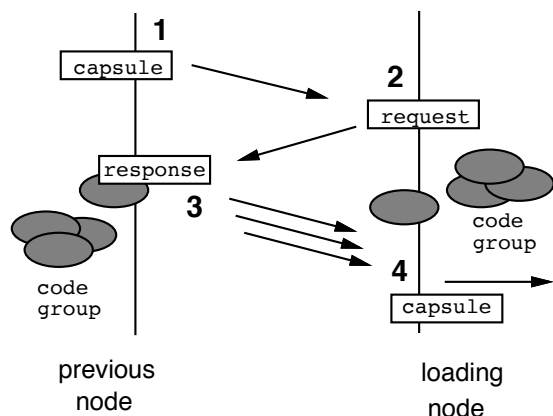 1
capsule
2
request
response
3
code
group
code
group
4
capsule
previous
node
loading
node